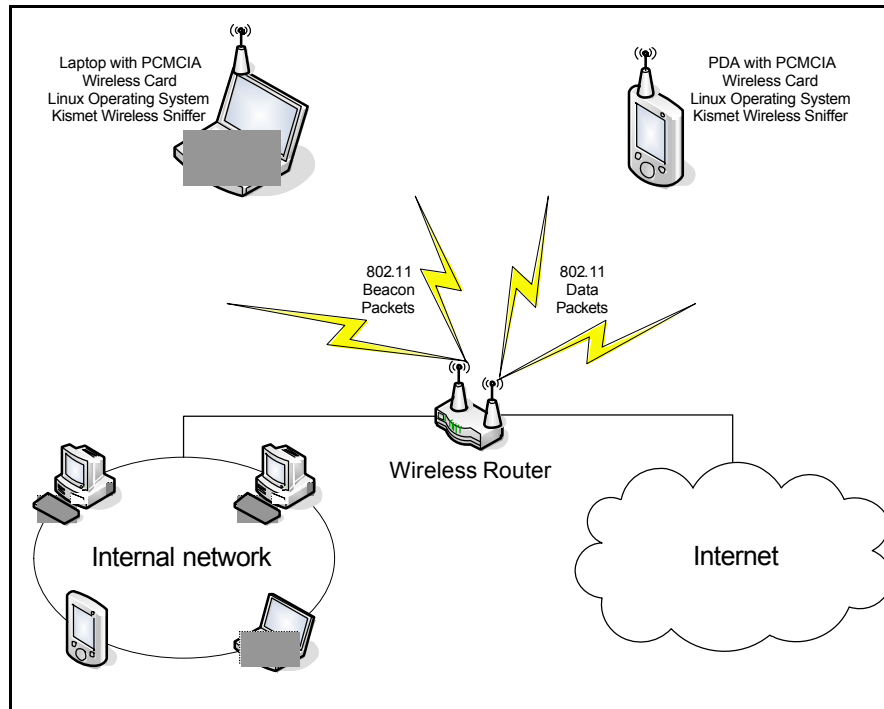 Laptop with PCMCIA
Wireless Card
Linux Operating System
Kismet Wireless Sniffer
PDA with PCMCIA
Wireless Card
Linux Operating System
Kismet Wireless Sniffer
802.11
Beacon
Packets
802.11
Data
Packets
Wireless Router
Internal network
Internet